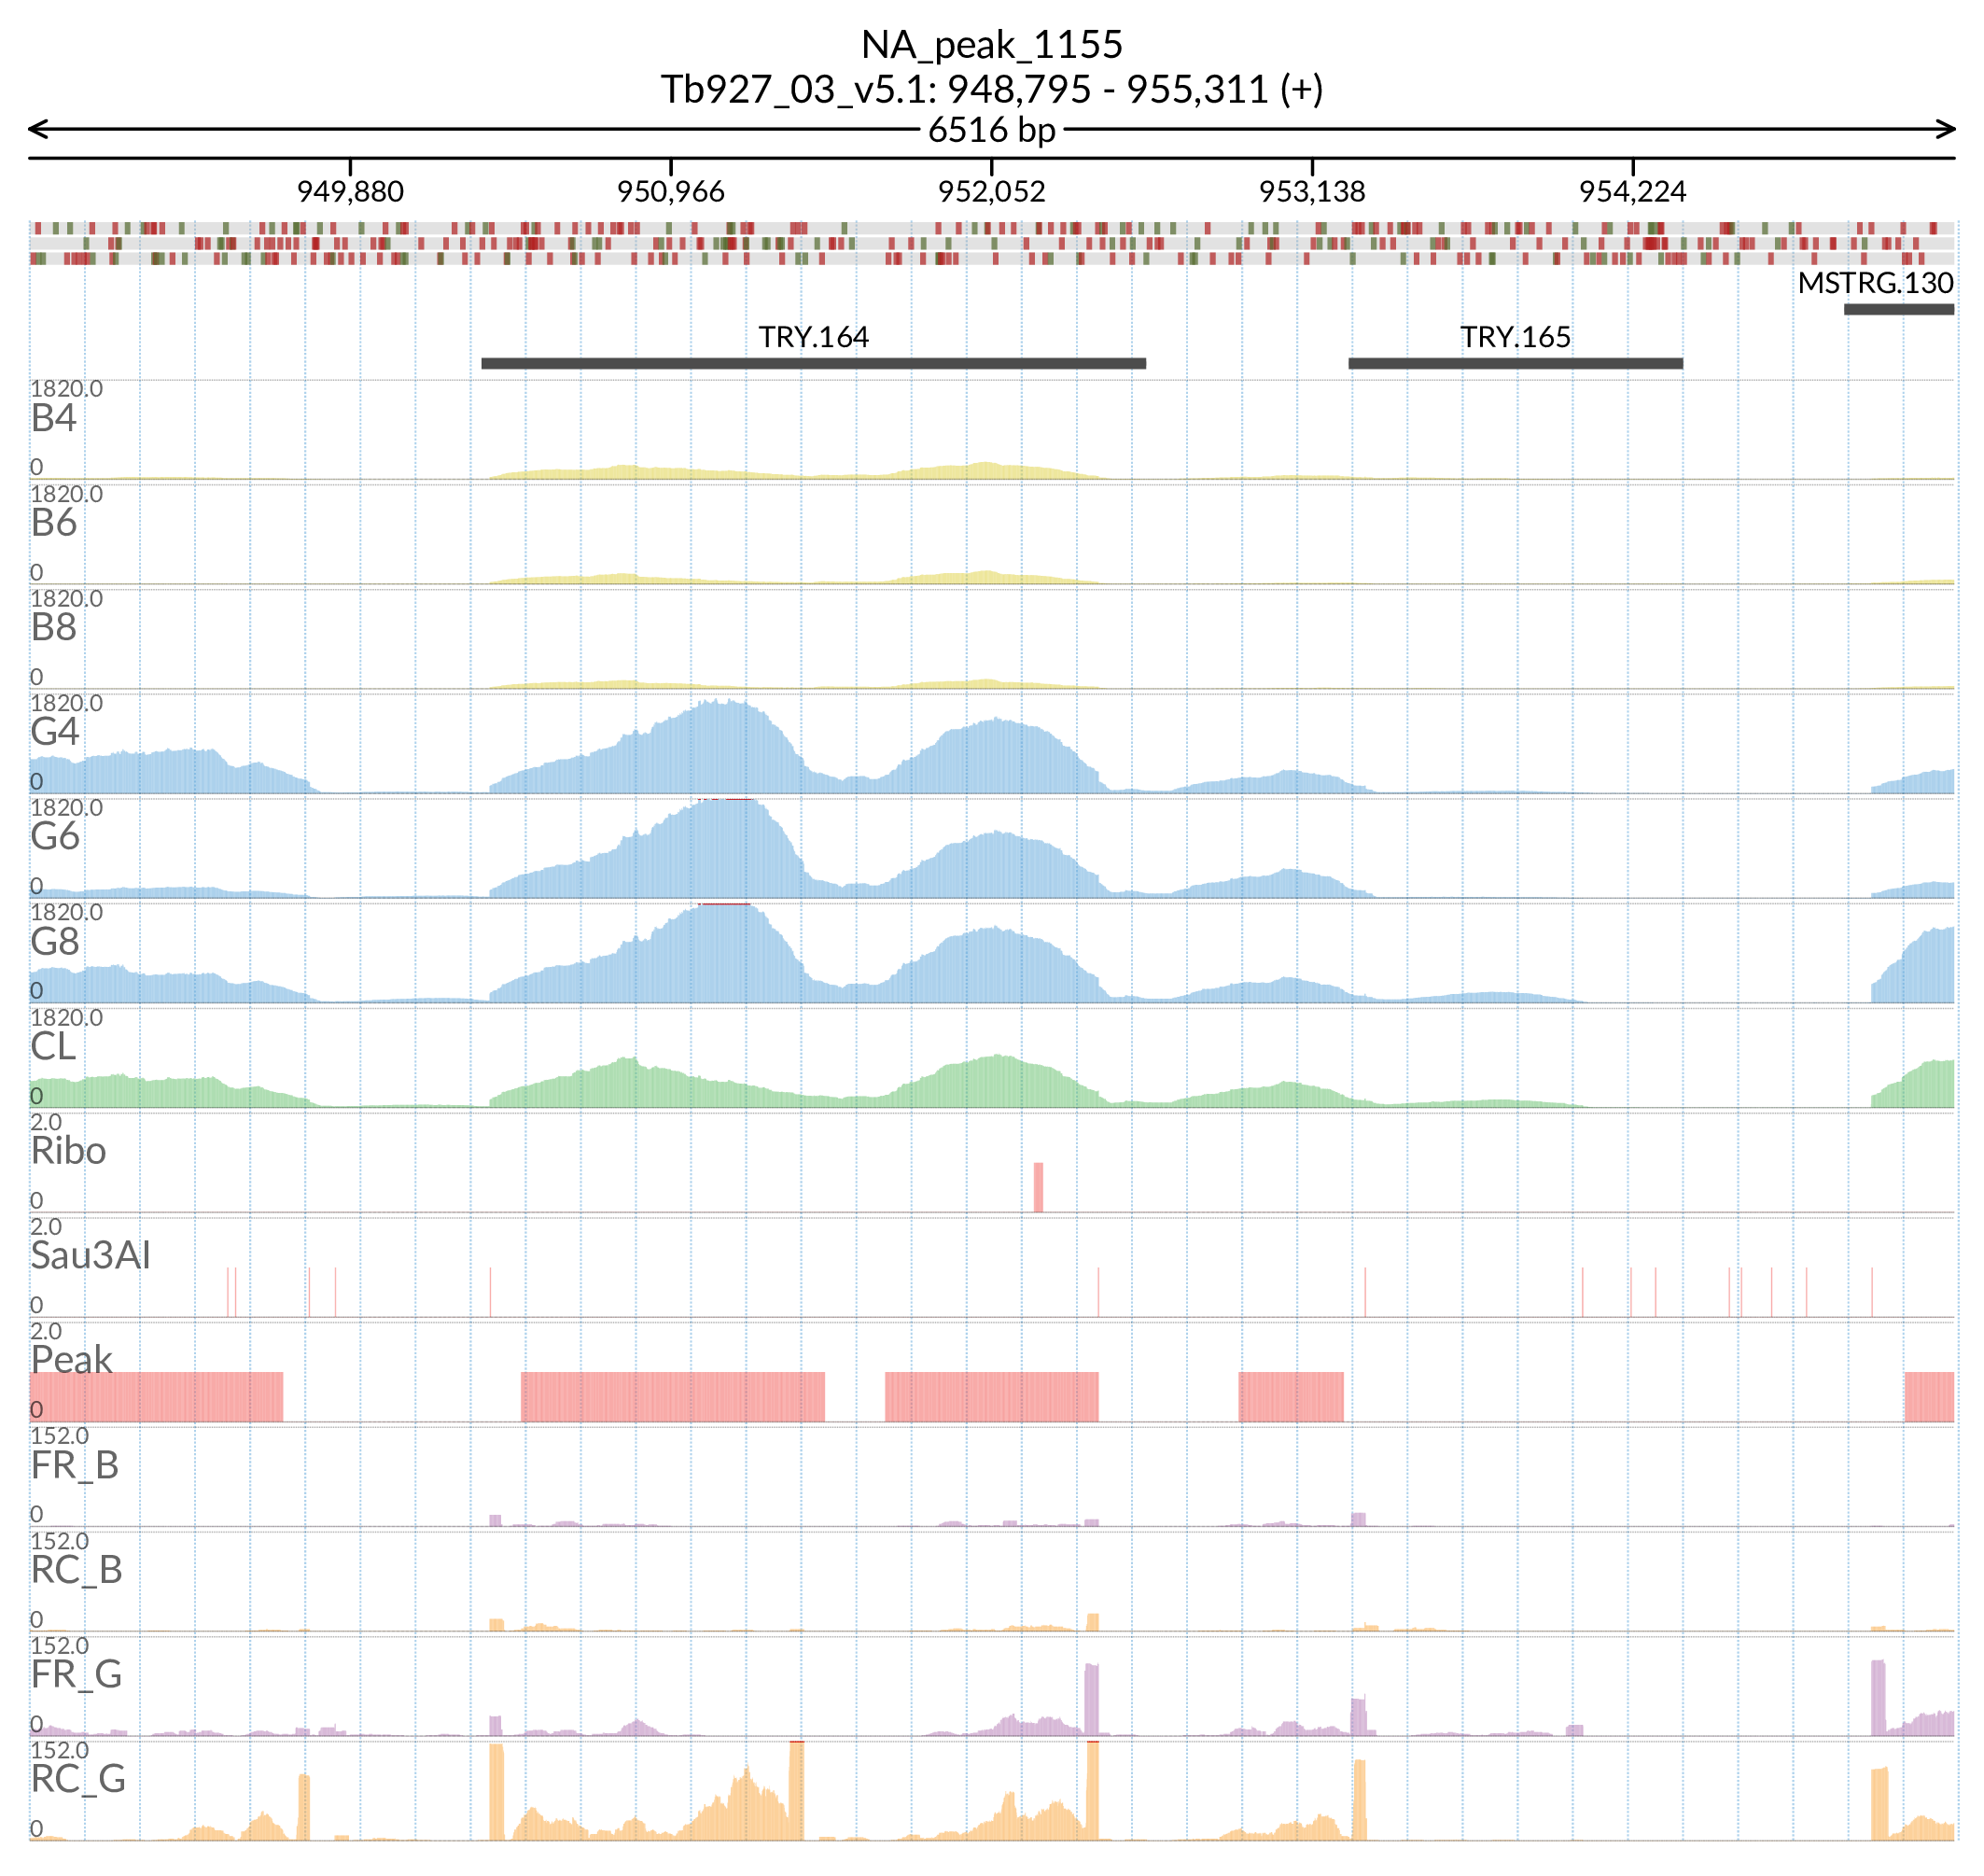 NA_peak_1155
Tb927_03_v5.1: 948,795 - 955,311 (+)
6516 bp
949,880 950,966 952,052 953,138 954,224
MSTRG.130
TRY.164 TRY.165
1820.0
B4
0
1820.0
B6
0
1820.0
B8
0
1820.0
G4
0
1820.0
G6
0
1820.0
G8
0
1820.0
CL
0
2.0
Ribo
0
2.0
Sau3AI
0
2.0
Peak
0
152.0
FR_B
0
152.0
RC_B
0
152.0
FR_G
0
152.0
RC_G
0